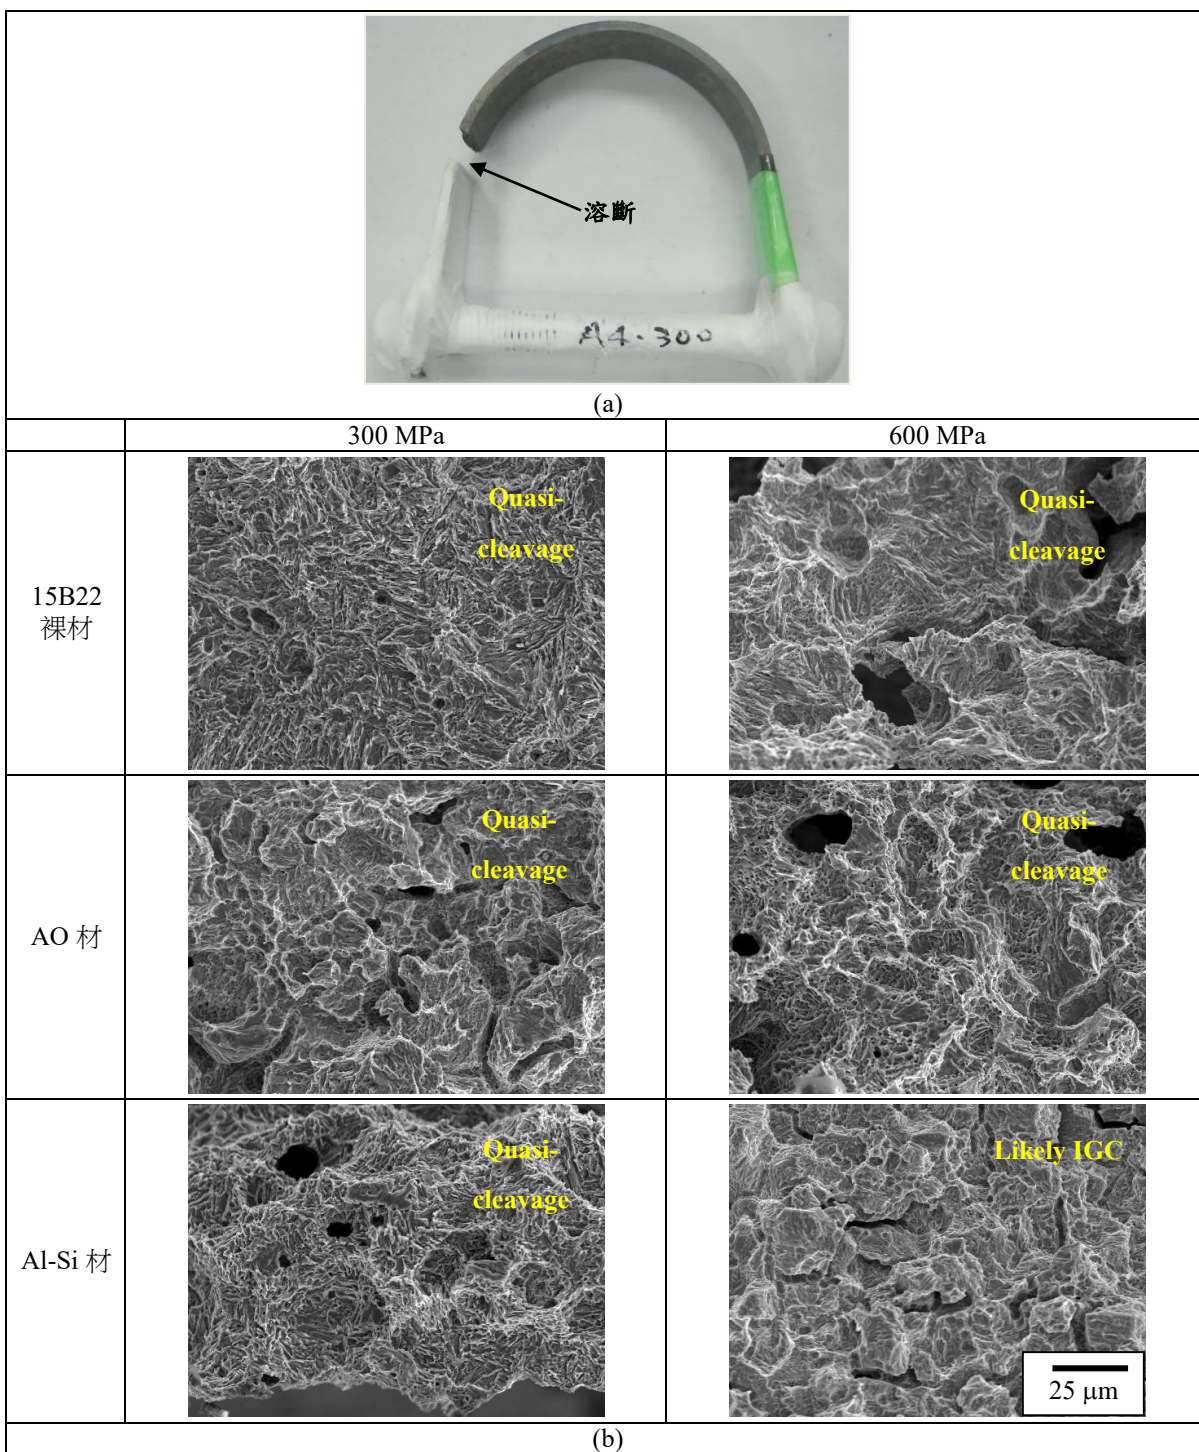 溶斷
A4-300
(a)
300 MPa
600 MPa
15B22
裸材
Quasi-
cleavage
Quasi-
cleavage
AO 材
Quasi-
cleavage
Quasi-
cleavage
Al-Si 材
Quasi-
cleavage
Likely IGC
25 μm
(b)